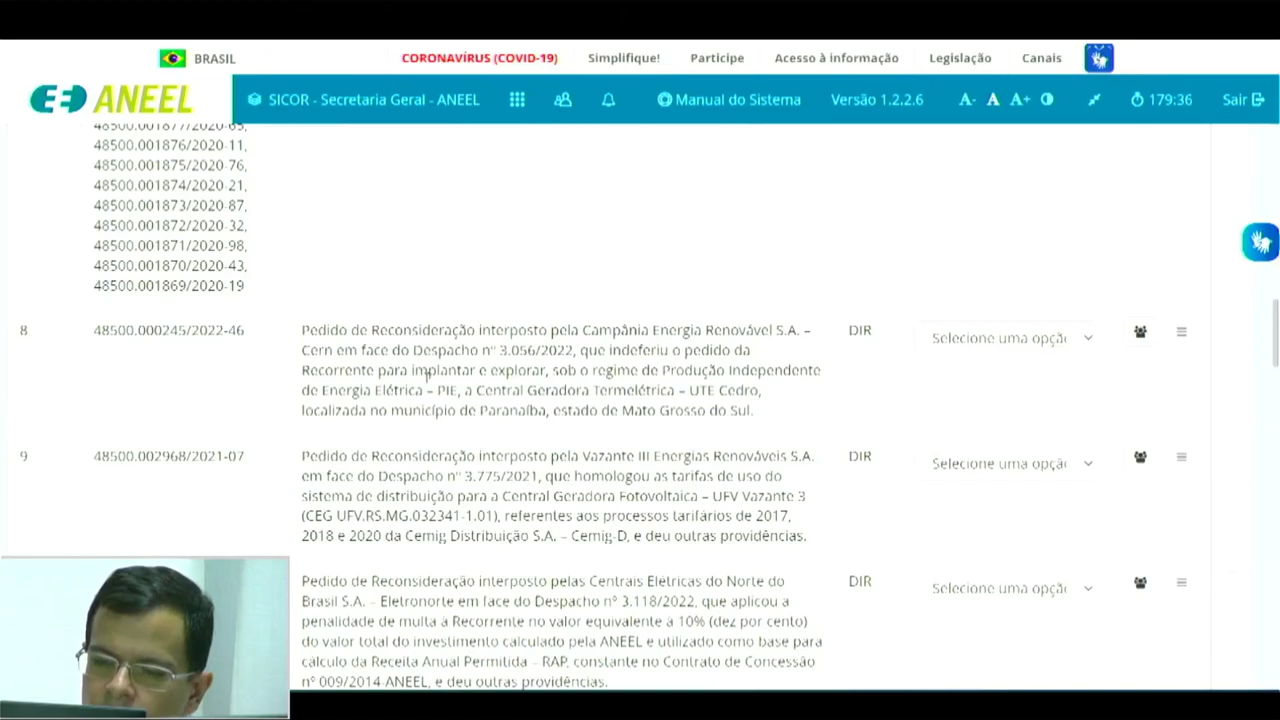 BRASIL
CORONAVÍRUS (COVID-19)
Simplifique!
Participe
Acesso à informação
Legislação
Canais
ANEEL
SICOR - Secretaria Geral - ANEEL
Manual do Sistema
Versão 1.2.2.6
A-
A
A+
179:36
Sair
48500.001877/2020-65,
48500.001876/2020-11,
48500.001875/2020-76,
48500.001874/2020-21,
48500.001873/2020-87,
48500.001872/2020-32,
48500.001871/2020-98,
48500.001870/2020-43,
48500.001869/2020-19
8
48500.000245/2022-46
Pedido de Reconsideração interposto pela Campânia Energia Renovável S.A. –
Cern em face do Despacho nº 3.056/2022, que indeferiu o pedido da
Recorrente para implantar e explorar, sob o regime de Produção Independente
de Energia Elétrica – PIE, a Central Geradora Termelétrica – UTE Cedro,
localizada no município de Paranaíba, estado de Mato Grosso do Sul.
DIR
Selecione uma opçã
9
48500.002968/2021-07
Pedido de Reconsideração interposto pela Vazante III Energias Renováveis S.A.
em face do Despacho nº 3.775/2021, que homologou as tarifas de uso do
sistema de distribuição para a Central Geradora Fotovoltaica – UFV Vazante 3
(CEG UFV.RS.MG.032341-1.01), referentes aos processos tarifários de 2017,
2018 e 2020 da Cemig Distribuição S.A. – Cemig-D, e deu outras providências.
DIR
Selecione uma opçã
Pedido de Reconsideração interposto pelas Centrais Elétricas do Norte do
Brasil S.A. – Eletronorte em face do Despacho nº 3.118/2022, que aplicou a
penalidade de multa à Recorrente no valor equivalente a 10% (dez por cento)
do valor total do investimento calculado pela ANEEL e utilizado como base para
cálculo da Receita Anual Permitida – RAP, constante no Contrato de Concessão
nº 009/2014-ANEEL, e deu outras providências.
DIR
Selecione uma opçã